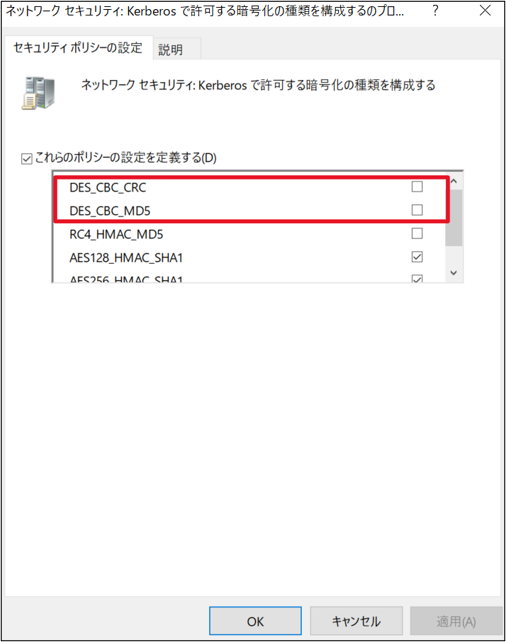 ネットワーク セキュリティ: Kerberos で許可する暗号化の種類を構成するのプロ...
?
セキュリティ ポリシーの設定
説明
ネットワーク セキュリティ: Kerberos で許可する暗号化の種類を構成する
これらのポリシーの設定を定義する(D)
DES_CBC_CRC
DES_CBC_MD5
RC4_HMAC_MD5
AES128_HMAC_SHA1
AES256_HMAC_SHA1
OK
キャンセル
適用(A)